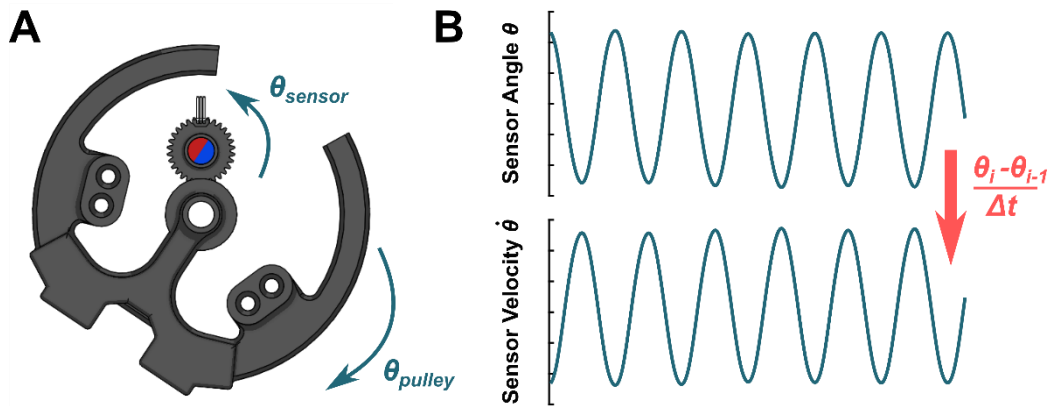 A
θsensor
θpulley
B
Sensor Angle θ
Sensor Velocity θ̇
θi -θi-1
Δt